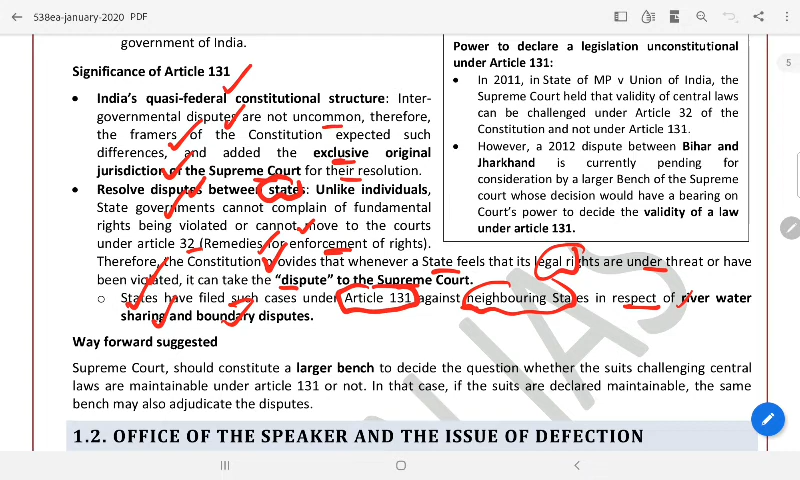 538ea-january-2020 PDF
5
government of India.
Significance of Article 131
• India's quasi-federal constitutional structure: Inter-
governmental disputes are not uncommon, therefore,
the framers of the Constitution expected such
differences, and added the exclusive original
jurisdiction of the Supreme Court for their resolution.
• Resolve disputes between states: Unlike individuals,
State governments cannot complain of fundamental
rights being violated or cannot move to the courts
under article 32 (Remedies for enforcement of rights).
Therefore, the Constitution provides that whenever a State feels that its legal rights are under threat or have
been violated, it can take the "dispute" to the Supreme Court.
o States have filed such cases under Article 131 against neighbouring States in respect of river water
sharing and boundary disputes.
Power to declare a legislation unconstitutional
under Article 131:
• In 2011, in State of MP v Union of India, the
Supreme Court held that validity of central laws
can be challenged under Article 32 of the
Constitution and not under Article 131.
• However, a 2012 dispute between Bihar and
Jharkhand is currently pending for
consideration by a larger Bench of the Supreme
court whose decision would have a bearing on
Court's power to decide the validity of a law
under article 131.
Way forward suggested
Supreme Court, should constitute a larger bench to decide the question whether the suits challenging central
laws are maintainable under article 131 or not. In that case, if the suits are declared maintainable, the same
bench may also adjudicate the disputes.
1.2. OFFICE OF THE SPEAKER AND THE ISSUE OF DEFECTION